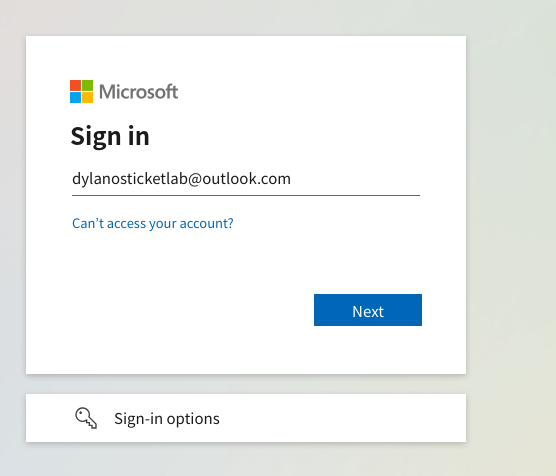 Microsoft
Sign in
dylanosticketlab@outlook.com
Can't access your account?
Next
Sign-in options